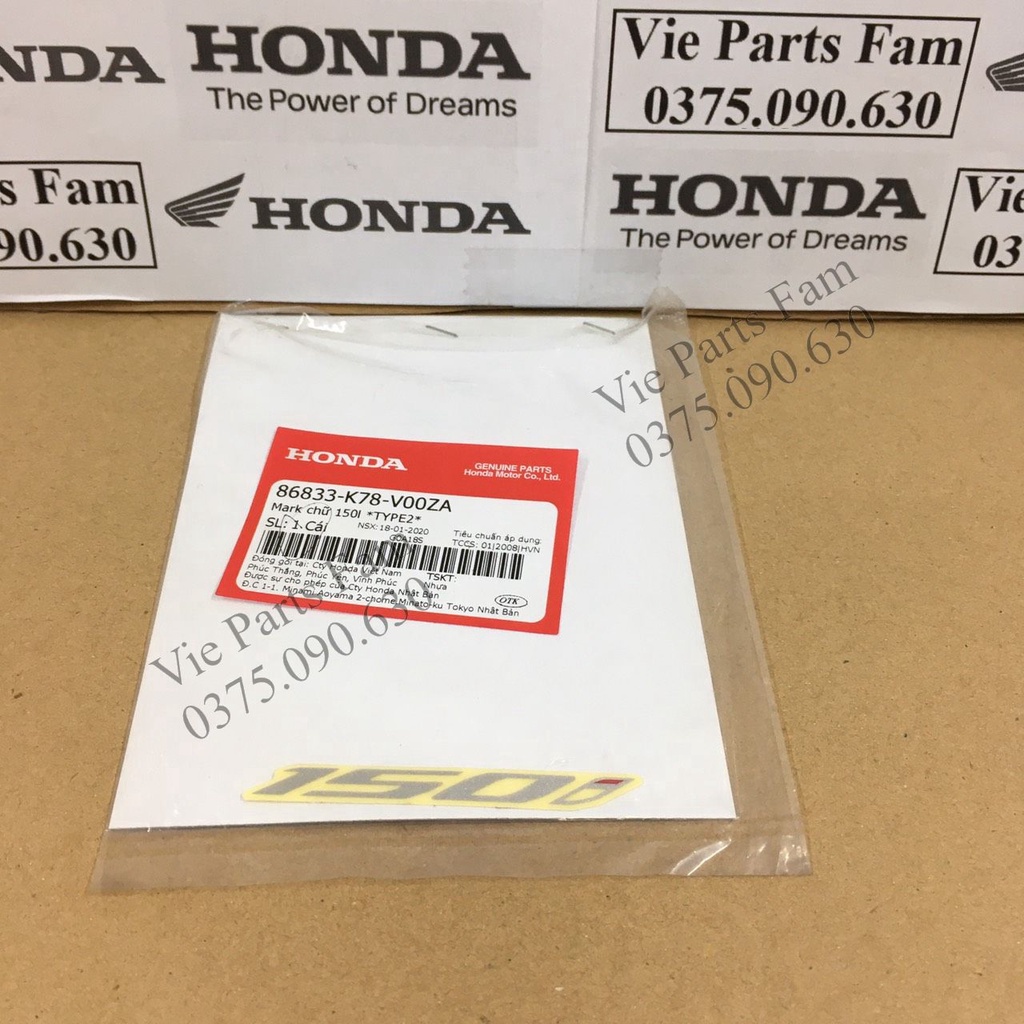 NDA
HONDA
The Power of Dreams
Vie Parts Fam
0375.090.630
s Fam
90.630
HONDA
HONDA
The Power of Dreams
Vie
03
Vie Parts Fam
0375.090.630
HONDA
GENUINE PARTS
Honda Motor Co., Ltd.
86833-K78-V00ZA
Mark chữ 150I *TYPE2*
SL: 1 Cái
NSX: 18-01-2020
Tiêu chuẩn áp dụng:
G0A18S
TCCS: 01|2008|HVN
Đóng gói tại: Cty Honda Việt Nam
TSKT:
Phúc Thắng, Phúc Yên, Vĩnh Phúc
Nhựa
Được sự cho phép của Cty Honda Nhật Bản
Đ.C 1-1. Minami Aoyama 2-chome Minato-ku Tokyo Nhật Bản
OTK
Vie Parts Fam
0375.090.630
150i